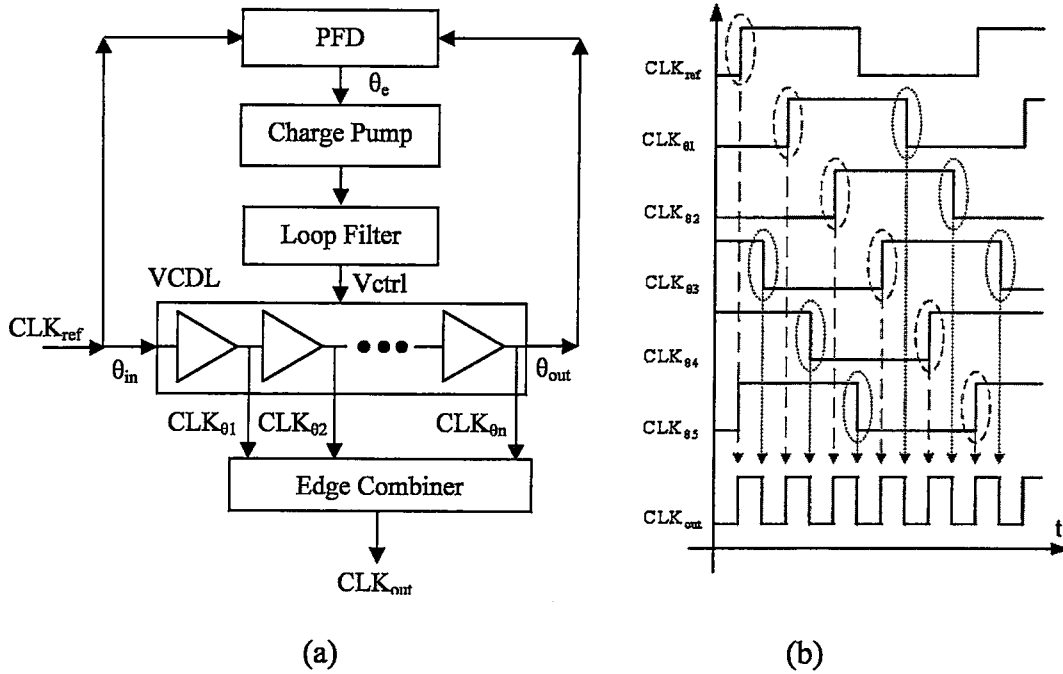 PFD
θe
Charge Pump
Loop Filter
VCDL
Vctrl
CLKref
θin
θout
CLKθ1
CLKθ2
CLKθn
Edge Combiner
CLKout
(a)
CLKref
CLKθ1
CLKθ2
CLKθ3
CLKθ4
CLKθ5
CLKout
t
(b)